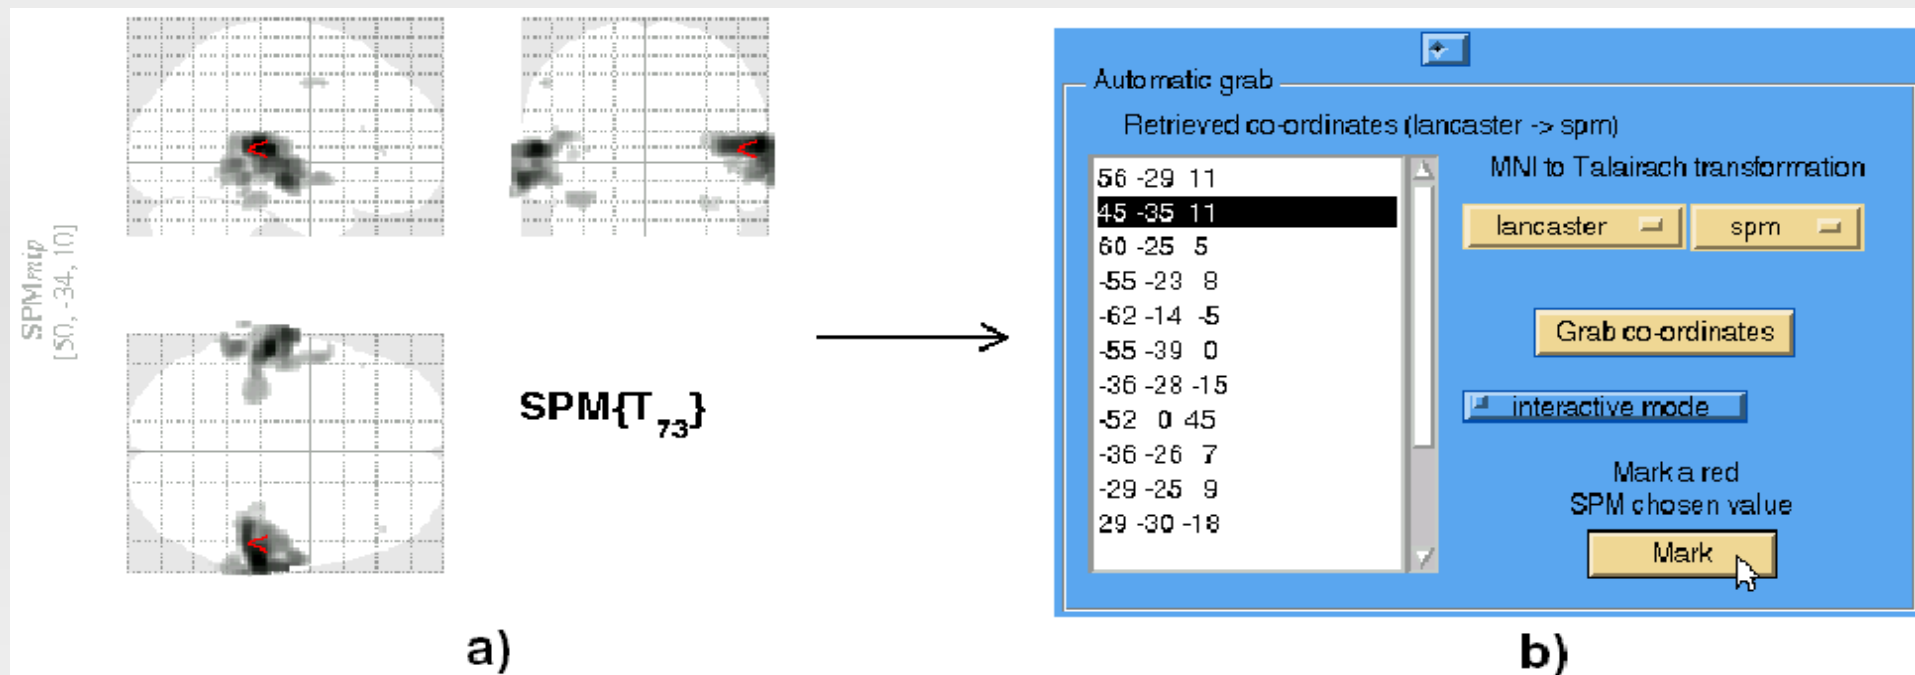 SPMmip
[50, -34, 10]
SPM{T73}
a)
Automatic grab
Retrieved co-ordinates (lancaster -> spm)
56 -29 11
45 -35 11
60 -25 5
-55 -23 8
-62 -14 -5
-55 -39 0
-36 -28 -15
-52 0 45
-36 -26 7
-29 -25 9
29 -30 -18
MNI to Talairach transformation
lancaster
spm
Grab co-ordinates
interactive mode
Mark a red
SPM chosen value
Mark
b)